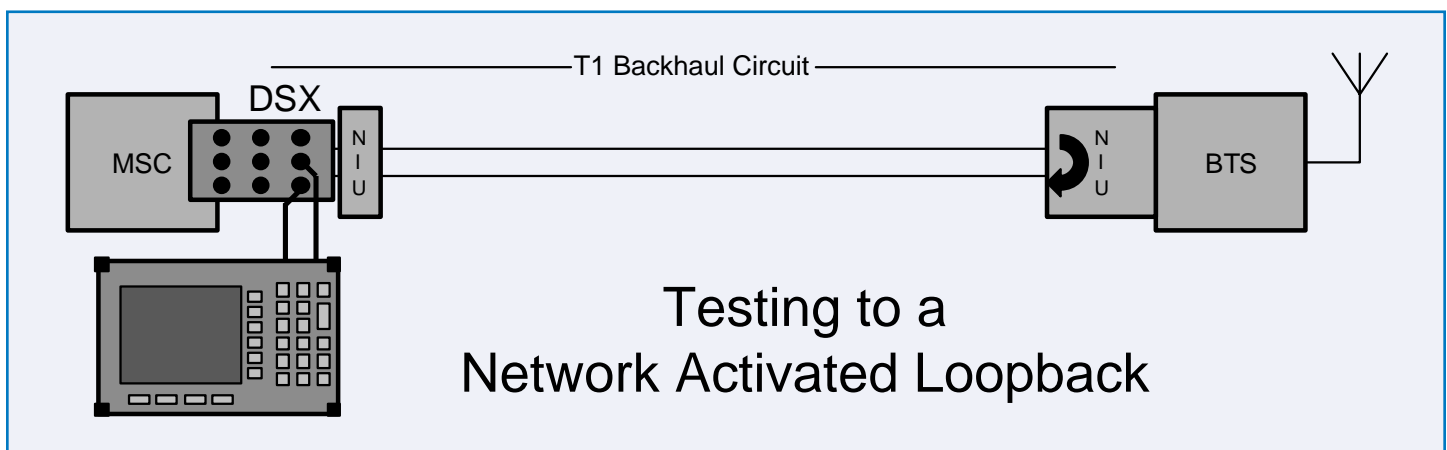 T1 Backhaul Circuit
DSX
MSC
N
I
U
N
I
U
BTS
Testing to a
Network Activated Loopback